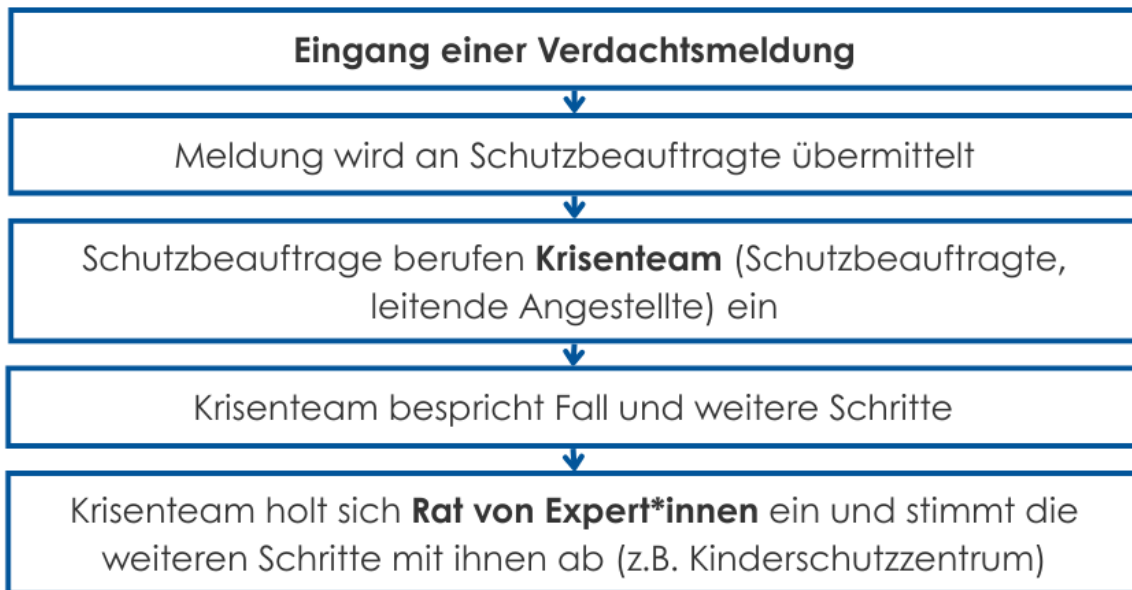 Eingang einer Verdachtsmeldung
Meldung wird an Schutzbeauftragte übermittelt
Schutzbeauftrage berufen Krisenteam (Schutzbeauftragte,
leitende Angestellte) ein
Krisenteam bespricht Fall und weitere Schritte
Krisenteam holt sich Rat von Expert*innen ein und stimmt die
weiteren Schritte mit ihnen ab (z.B. Kinderschutzzentrum)